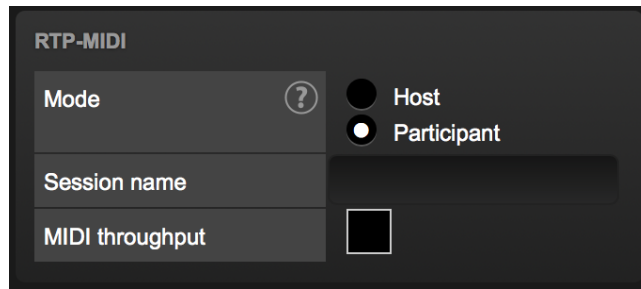 RTP-MIDI
Mode
?
Host
Participant
Session name
MIDI throughput